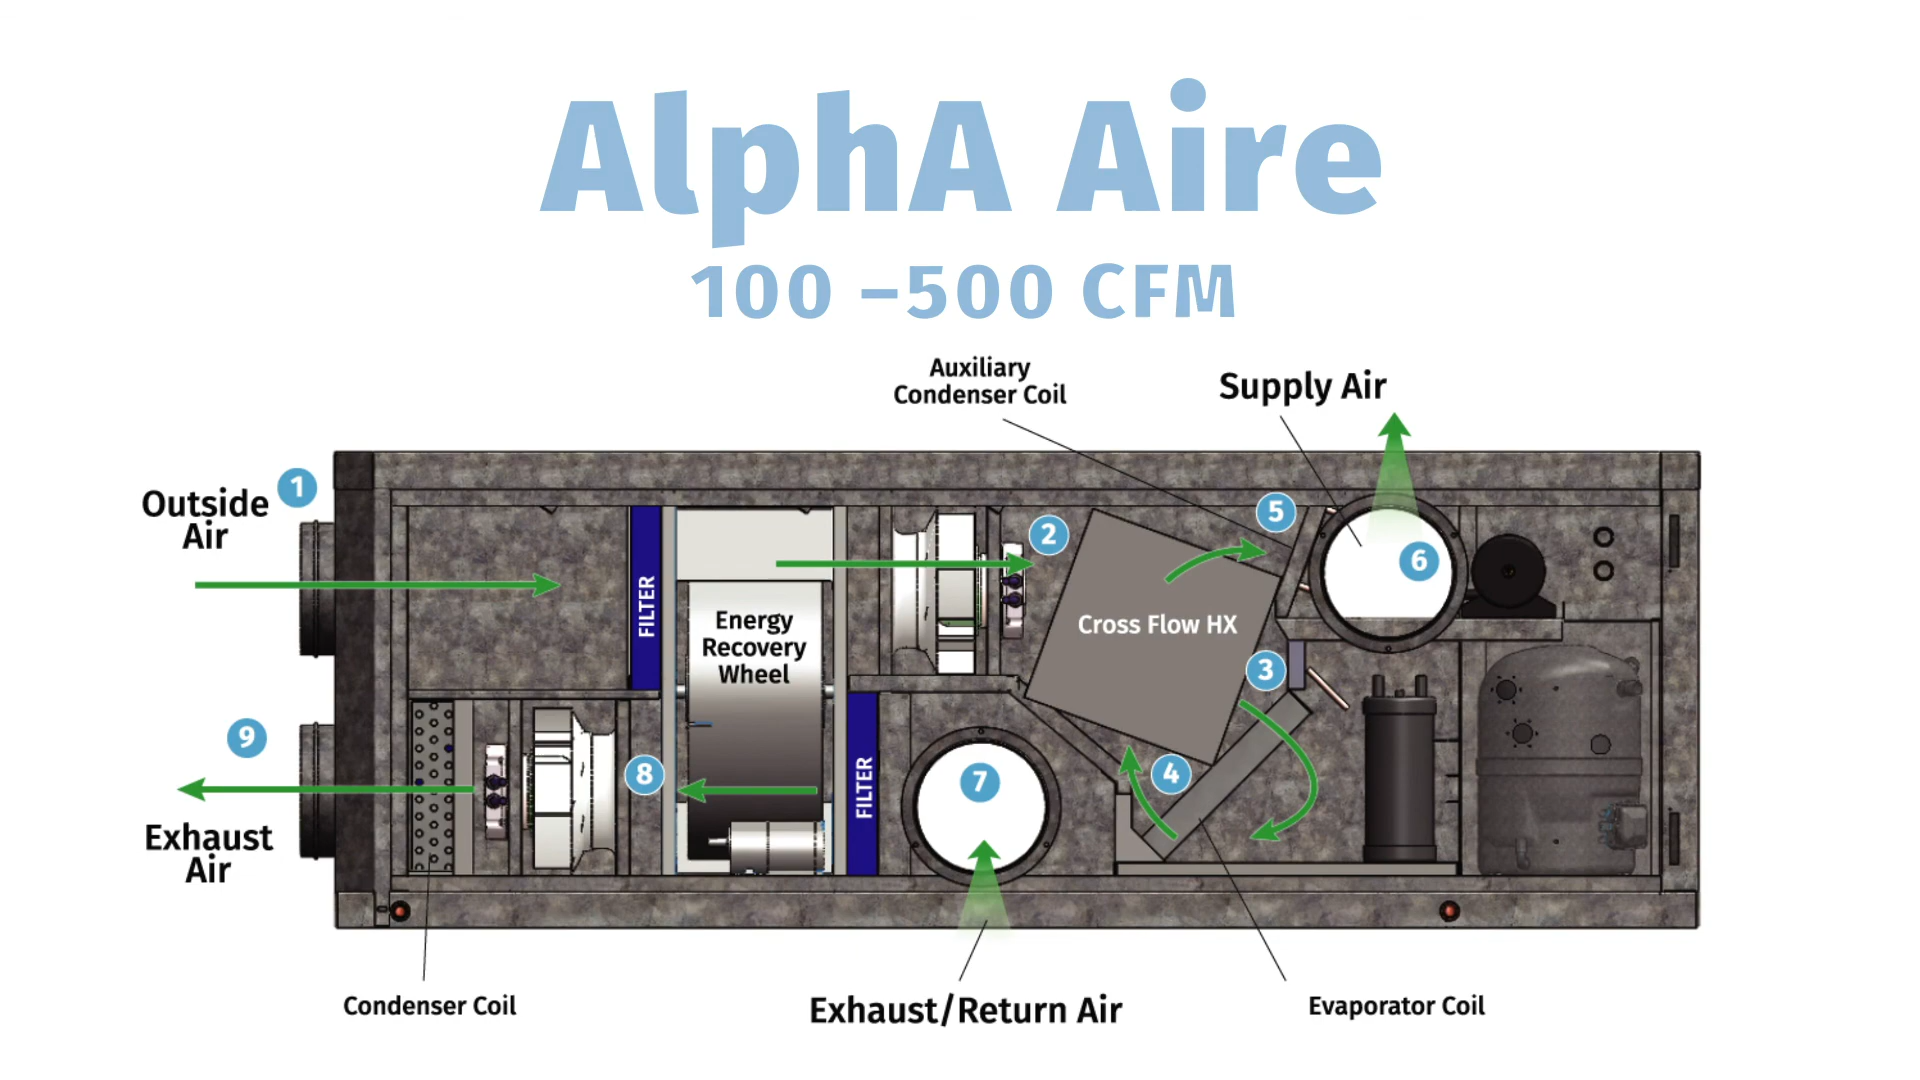 AlphA Aire
100 –500 CFM
Auxiliary
Condenser Coil
Supply Air
1
Outside
Air
FILTER
Energy
Recovery
Wheel
2
Cross Flow HX
5
6
3
4
9
8
FILTER
7
Exhaust
Air
Condenser Coil
Exhaust/Return Air
Evaporator Coil